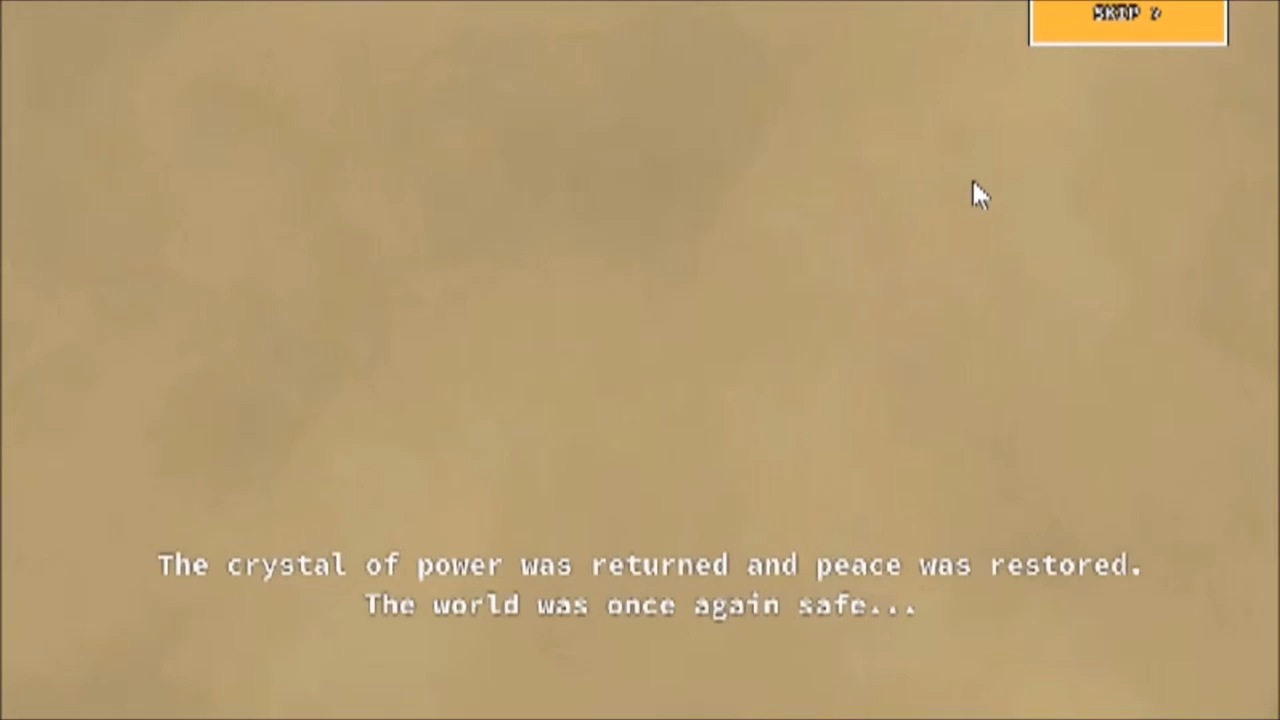 SKIP >
The crystal of power was returned and peace was restored.
The world was once again safe...